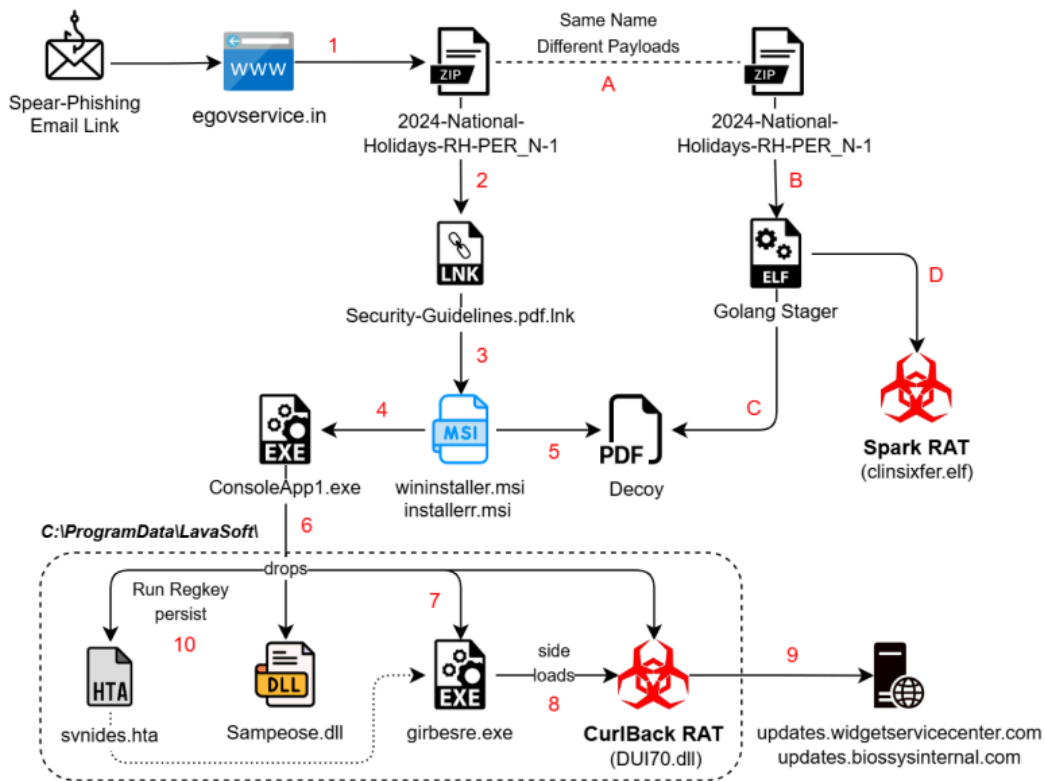 Same Name
Different Payloads
1
A
WWW
ZIP
ZIP
Spear-Phishing
Email Link
egovservice.in
2024-National-
Holidays-RH-PER_N-1
2024-National-
Holidays-RH-PER_N-1
2
B
LNK
ELF
D
Security-Guidelines.pdf.lnk
Golang Stager
3
4
C
EXE
MSI
5
PDF
Spark RAT
(clinsixfer.elf)
ConsoleApp1.exe
wininstaller.msi
installerr.msi
Decoy
6
C:\ProgramData\LavaSoft\
drops
Run Regkey
persist
10
7
side
loads
8
9
HTA
DLL
EXE
svnides.hta
Sampeose.dll
girbesre.exe
CurlBack RAT
(DUI70.dll)
updates.widgetservicecenter.com
updates.biossysinternal.com